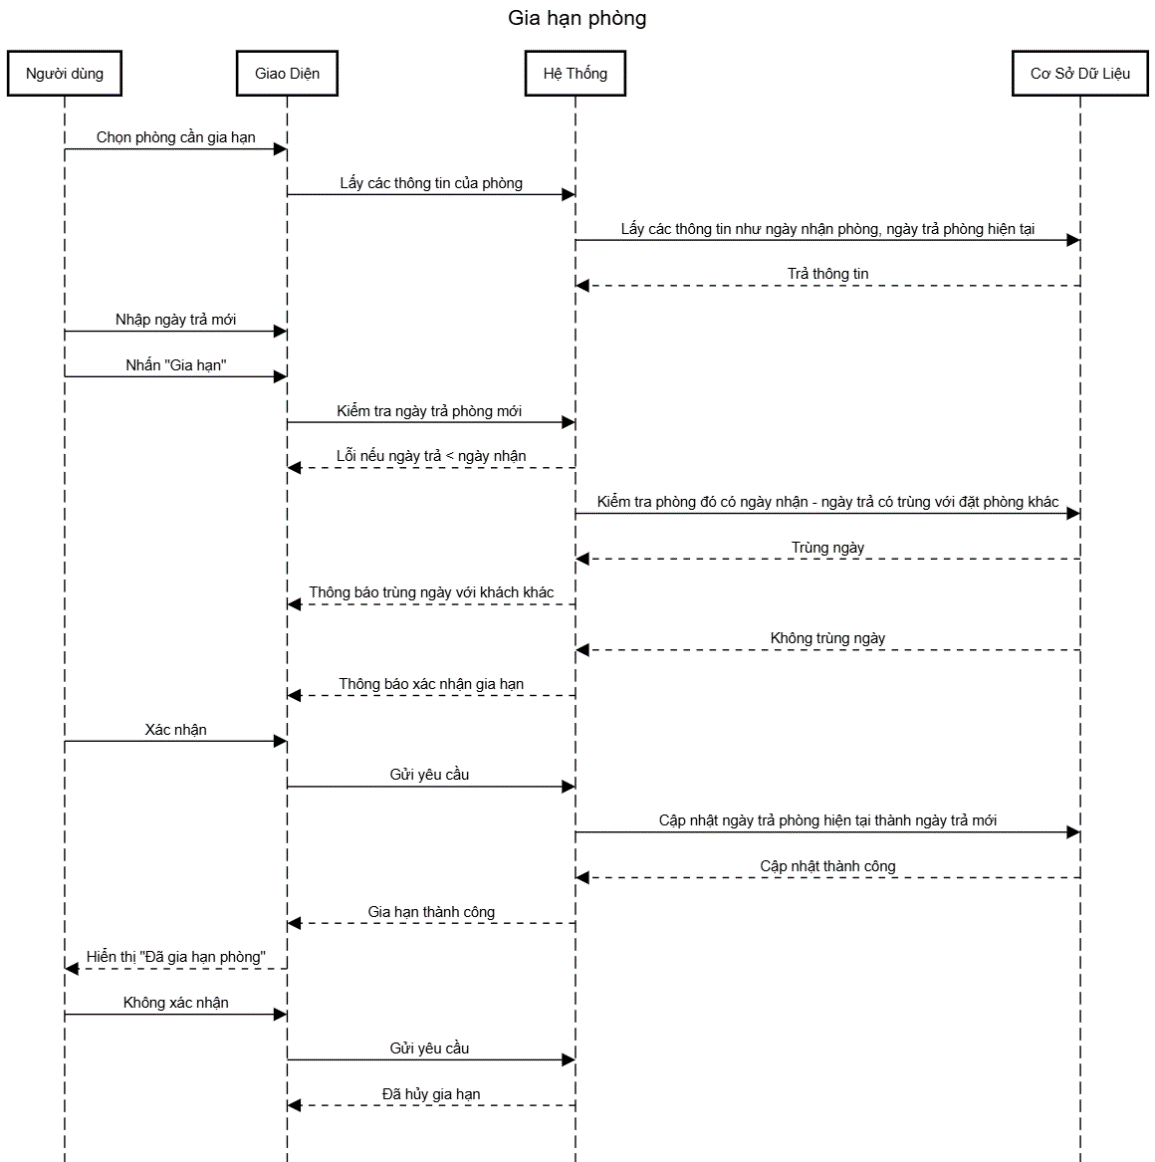 Gia hạn phòng
Người dùng
Giao Diện
Hệ Thống
Cơ Sở Dữ Liệu
Chọn phòng cần gia hạn
Lấy các thông tin của phòng
Lấy các thông tin như ngày nhận phòng, ngày trả phòng hiện tại
Trả thông tin
Nhập ngày trả mới
Nhấn "Gia hạn"
Kiểm tra ngày trả phòng mới
Lỗi nếu ngày trả < ngày nhận
Kiểm tra phòng đó có ngày nhận - ngày trả có trùng với đặt phòng khác
Trùng ngày
Thông báo trùng ngày với khách khác
Không trùng ngày
Thông báo xác nhận gia hạn
Xác nhận
Gửi yêu cầu
Cập nhật ngày trả phòng hiện tại thành ngày trả mới
Cập nhật thành công
Gia hạn thành công
Hiển thị "Đã gia hạn phòng"
Không xác nhận
Gửi yêu cầu
Đã hủy gia hạn